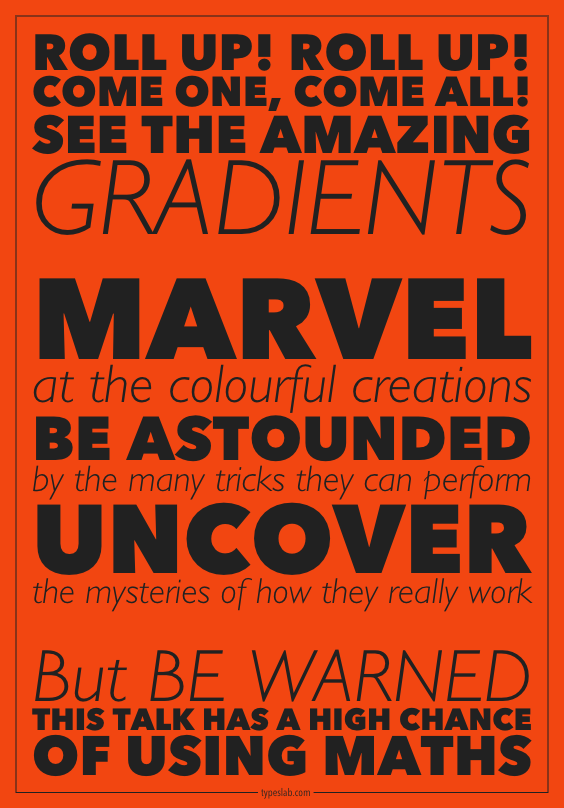 ROLL UP! ROLL UP!
COME ONE, COME ALL!
SEE THE AMAZING
GRADIENTS
MARVEL
at the colourful creations
BE ASTOUNDED
by the many tricks they can perform
UNCOVER
the mysteries of how they really work
But BE WARNED
THIS TALK HAS A HIGH CHANCE
OF USING MATHS
typeslab.com